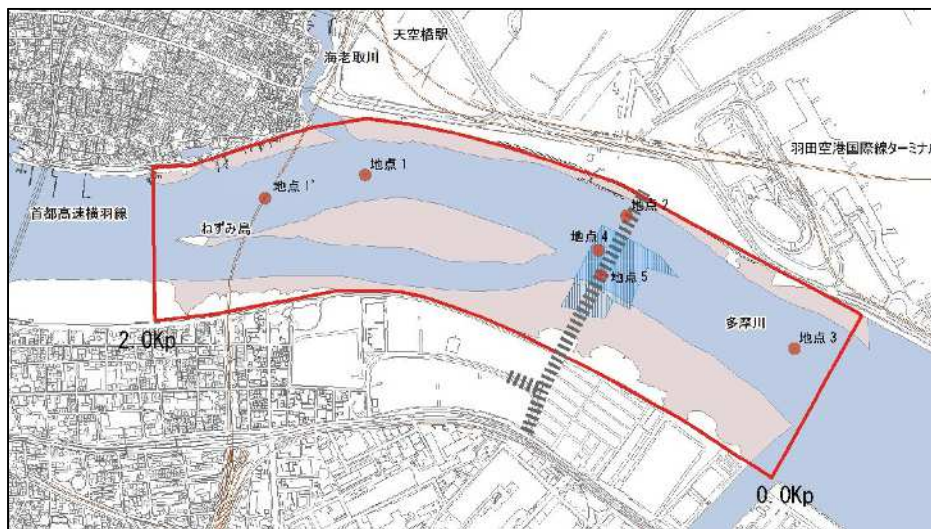 天空橋駅
海老取川
羽田空港国際線ターミナル
地点 1
地点 1'
首都高速横羽線
ねずみ島
地点 2
地点 4
地点 5
多摩川
地点 3
2.0Kp
0.0Kp